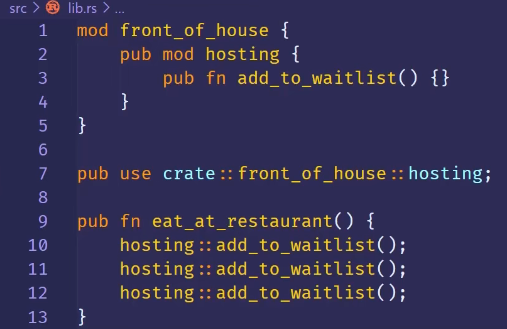 src > lib.rs > ...
1 mod front_of_house {
2     pub mod hosting {
3         pub fn add_to_waitlist() {}
4     }
5 }
6
7 pub use crate::front_of_house::hosting;
8
9 pub fn eat_at_restaurant() {
10     hosting::add_to_waitlist();
11     hosting::add_to_waitlist();
12     hosting::add_to_waitlist();
13 }